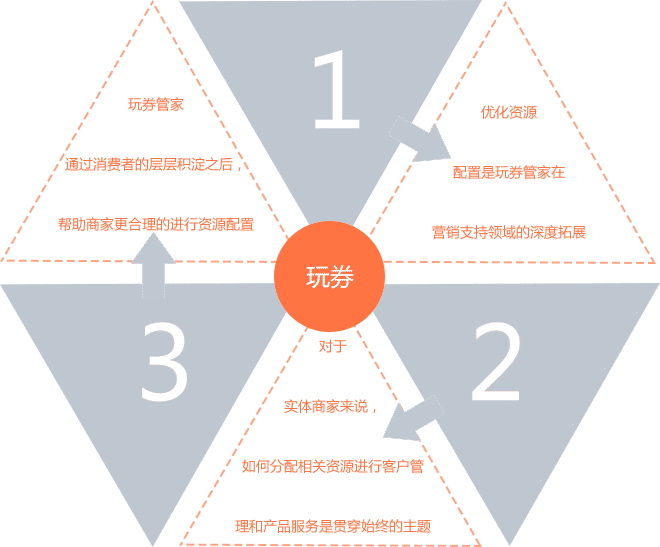 1
优化资源
配置是玩券管家在
营销支持领域的深度拓展
2
对于
实体商家来说，
如何分配相关资源进行客户管
理和产品服务是贯穿始终的主题
3
玩券管家
通过消费者的层层积淀之后，
帮助商家更合理的进行资源配置
玩券